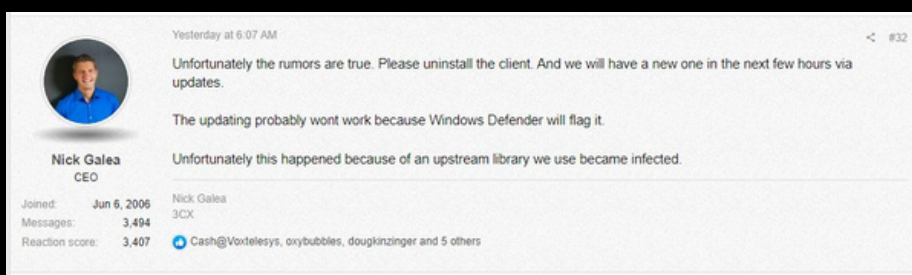 Yesterday at 6:07 AM
#32
Unfortunately the rumors are true. Please uninstall the client. And we will have a new one in the next few hours via
updates.
The updating probably wont work because Windows Defender will flag it.
Unfortunately this happened because of an upstream library we use became infected.
Nick Galea
CEO
Joined: Jun 6, 2006
Messages: 3,494
Reaction score: 3,407
Nick Galea
3CX
Cash@Voxtelesys, oxybubbles, dougkinzinger and 5 others